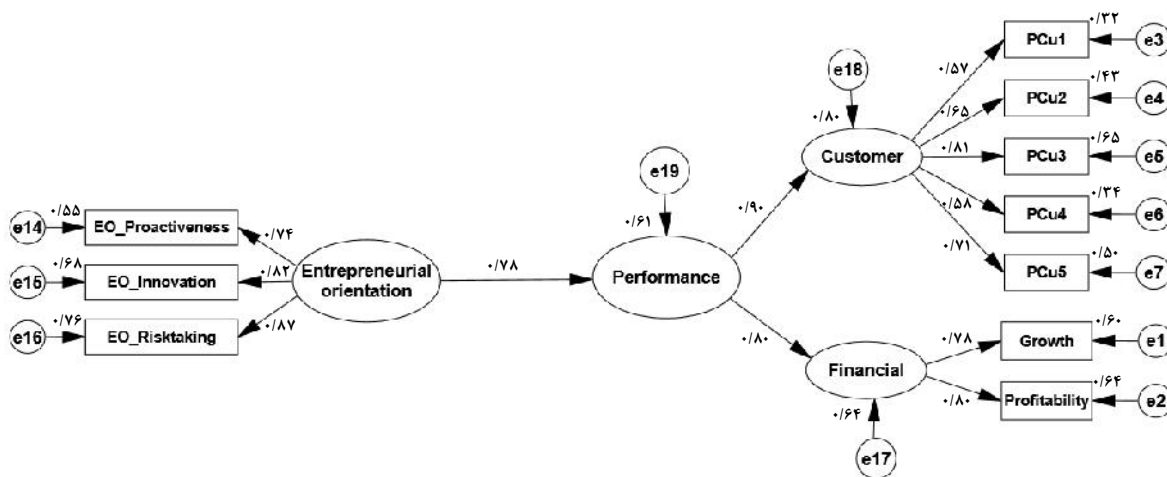 e14
۰/۵۵
EO_Proactiveness
۰/۷۴
e15
۰/۶۸
EO_Innovation
۰/۸۲
e16
۰/۷۶
EO_Risktaking
۰/۸۷
Entrepreneurial
orientation
۰/۷۸
e19
۰/۶۱
Performance
۰/۹۰
۰/۸۰
e18
۰/۸۰
Customer
۰/۵۷
۰/۶۵
۰/۸۱
۰/۵۸
۰/۷۱
PCu1
۰/۳۲
e3
PCu2
۰/۴۳
e4
PCu3
۰/۶۵
e5
PCu4
۰/۳۴
e6
PCu5
۰/۵۰
e7
Financial
۰/۶۴
e17
۰/۷۸
۰/۸۰
Growth
۰/۶۰
e1
Profitability
۰/۶۴
e2